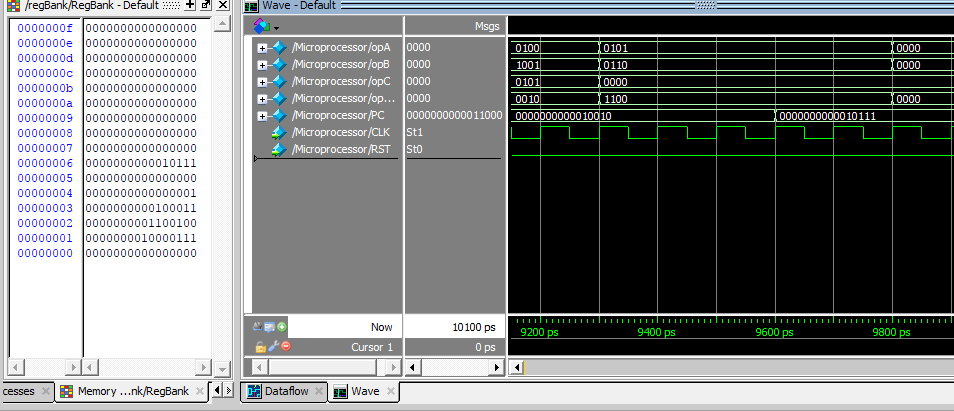 /regBank/RegBank - Default
0000000f 0000000000000000
0000000e 0000000000000000
0000000d 0000000000000000
0000000c 0000000000000000
0000000b 0000000000000000
0000000a 0000000000000000
00000009 0000000000000000
00000008 0000000000000000
00000007 0000000000000000
00000006 0000000000010111
00000005 0000000000000000
00000004 0000000000000001
00000003 0000000000100011
00000002 0000000001100100
00000001 0000000010000111
00000000 0000000000000000
cesses Memory ...nk/RegBank
Wave - Default
Msgs
/Microprocessor/opA 0000 0100 0101 0000
/Microprocessor/opB 0000 1001 0110 0000
/Microprocessor/opC 0000 0101 0000
/Microprocessor/op... 0000 0010 1100 0000
/Microprocessor/PC 0000000000011000 0000000000010010 0000000000010111
/Microprocessor/CLK St1
/Microprocessor/RST St0
Now 10100 ps 9200 ps 9400 ps 9600 ps 9800 ps
Cursor 1 0 ps
Dataflow Wave